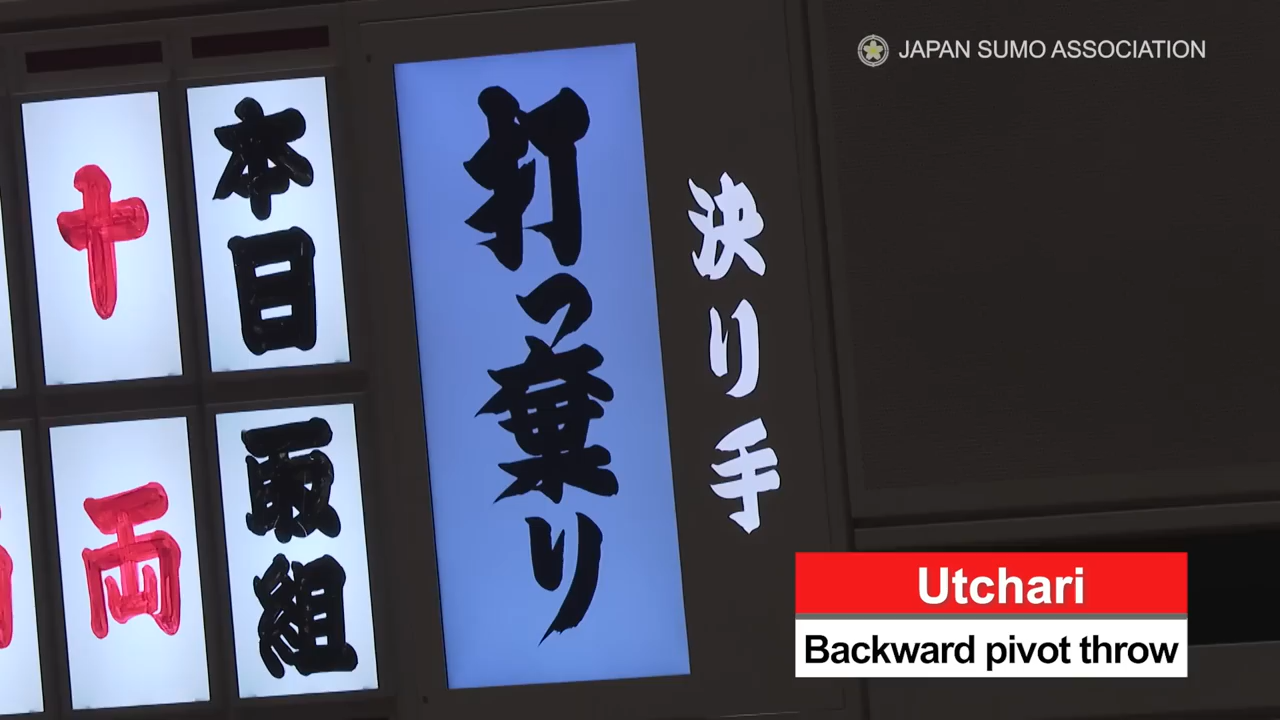 JAPAN SUMO ASSOCIATION
決り手
打っ棄り
本日
取組
十
両
Utchari
Backward pivot throw